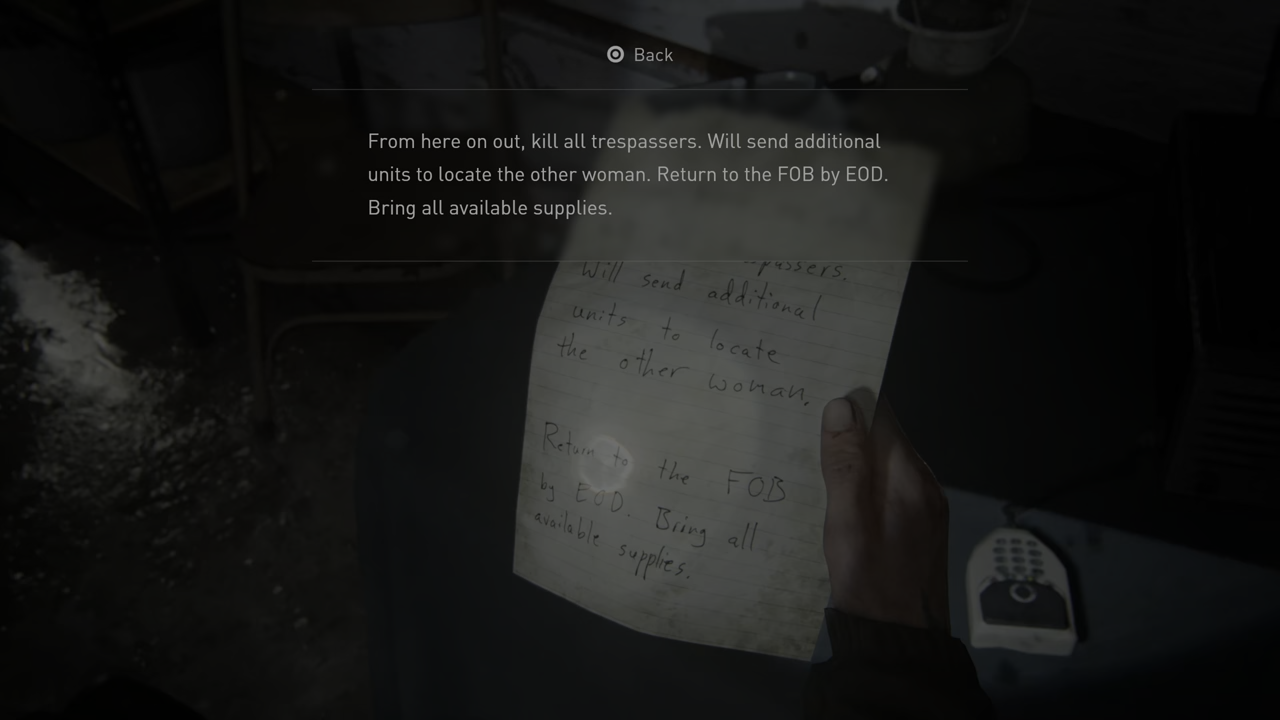 Back
From here on out, kill all trespassers. Will send additional
units to locate the other woman. Return to the FOB by EOD.
Bring all available supplies.
passers.
Will send additional
units to locate
the other woman.
Return to the FOB
by EOD. Bring all
available supplies.